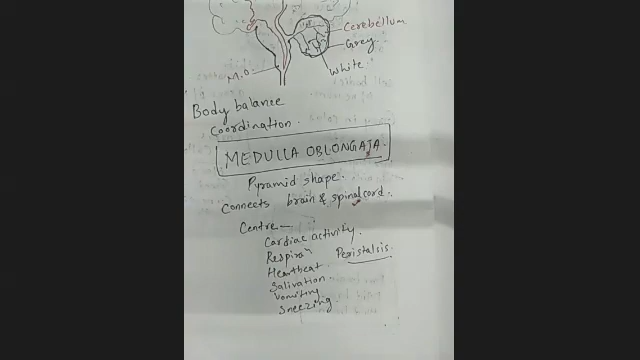 Cerebellum
Grey
White
M.O
Body balance
coordination.
MEDULLA OBLONGATA.
Pyramid shape.
Connects brain & spinal cord.
Centre —
Cardiac activity.
Respiran
Peristalsis.
Heartbeat.
Salivation.
Vomiting
Sneezing